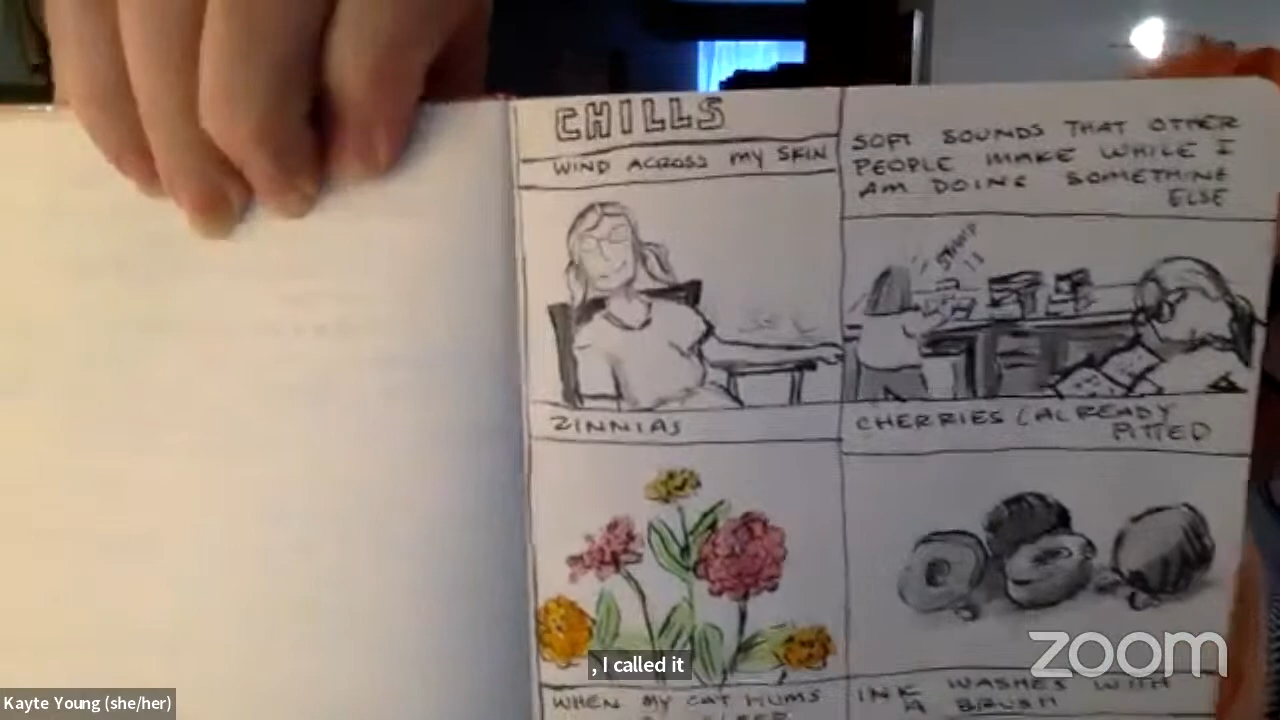 CHILLS
WIND ACROSS MY SKIN
SOFT SOUNDS THAT OTHER
PEOPLE MAKE WHILE I
AM DOING SOMETHING
ELSE
ZINNIAS
CHERRIES (ALREADY
PITTED
WHEN MY CAT HUMS
INK WASHES WITH
A BRUSH
, I called it
zoom
Kayte Young (she/her)